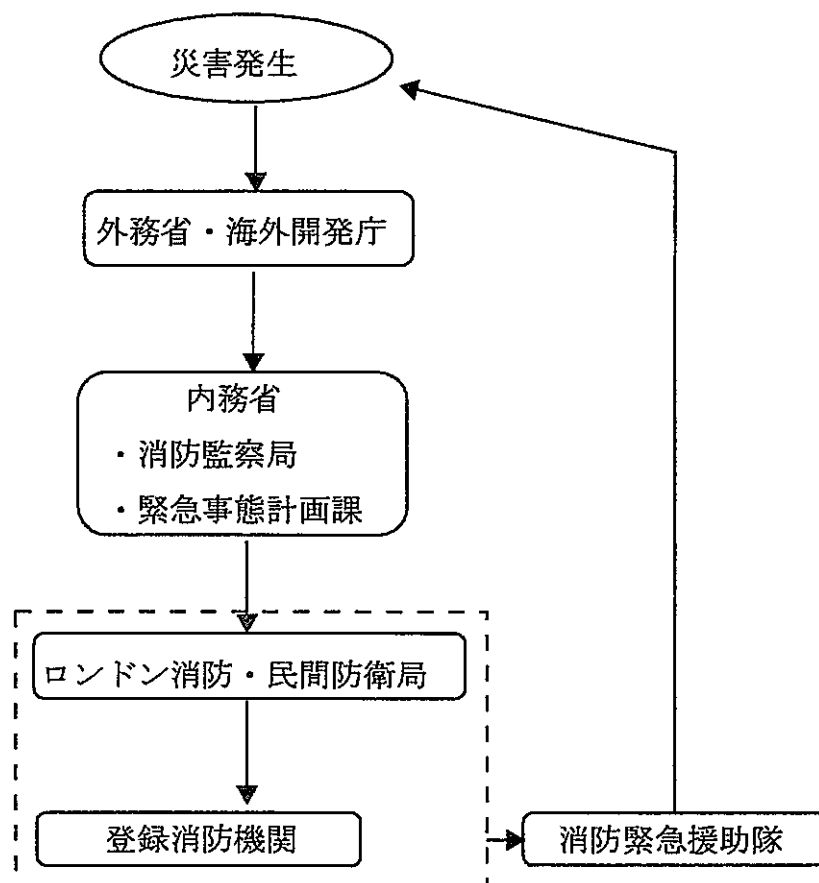 災害発生
外務省・海外開発庁
内務省
・消防監察局
・緊急事態計画課
ロンドン消防・民間防衛局
登録消防機関
消防緊急援助隊